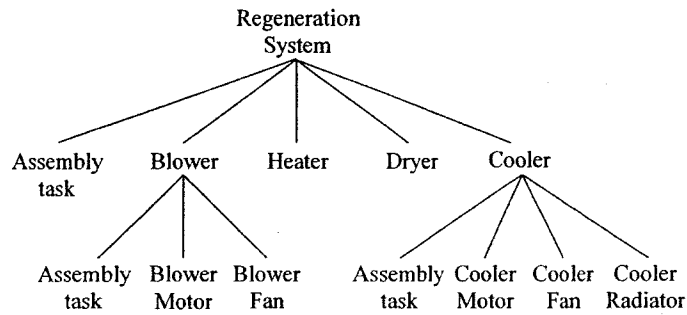 Regeneration
System
Assembly
task
Blower
Heater
Dryer
Cooler
Assembly
task
Blower
Motor
Blower
Fan
Assembly
task
Cooler
Motor
Cooler
Fan
Cooler
Radiator